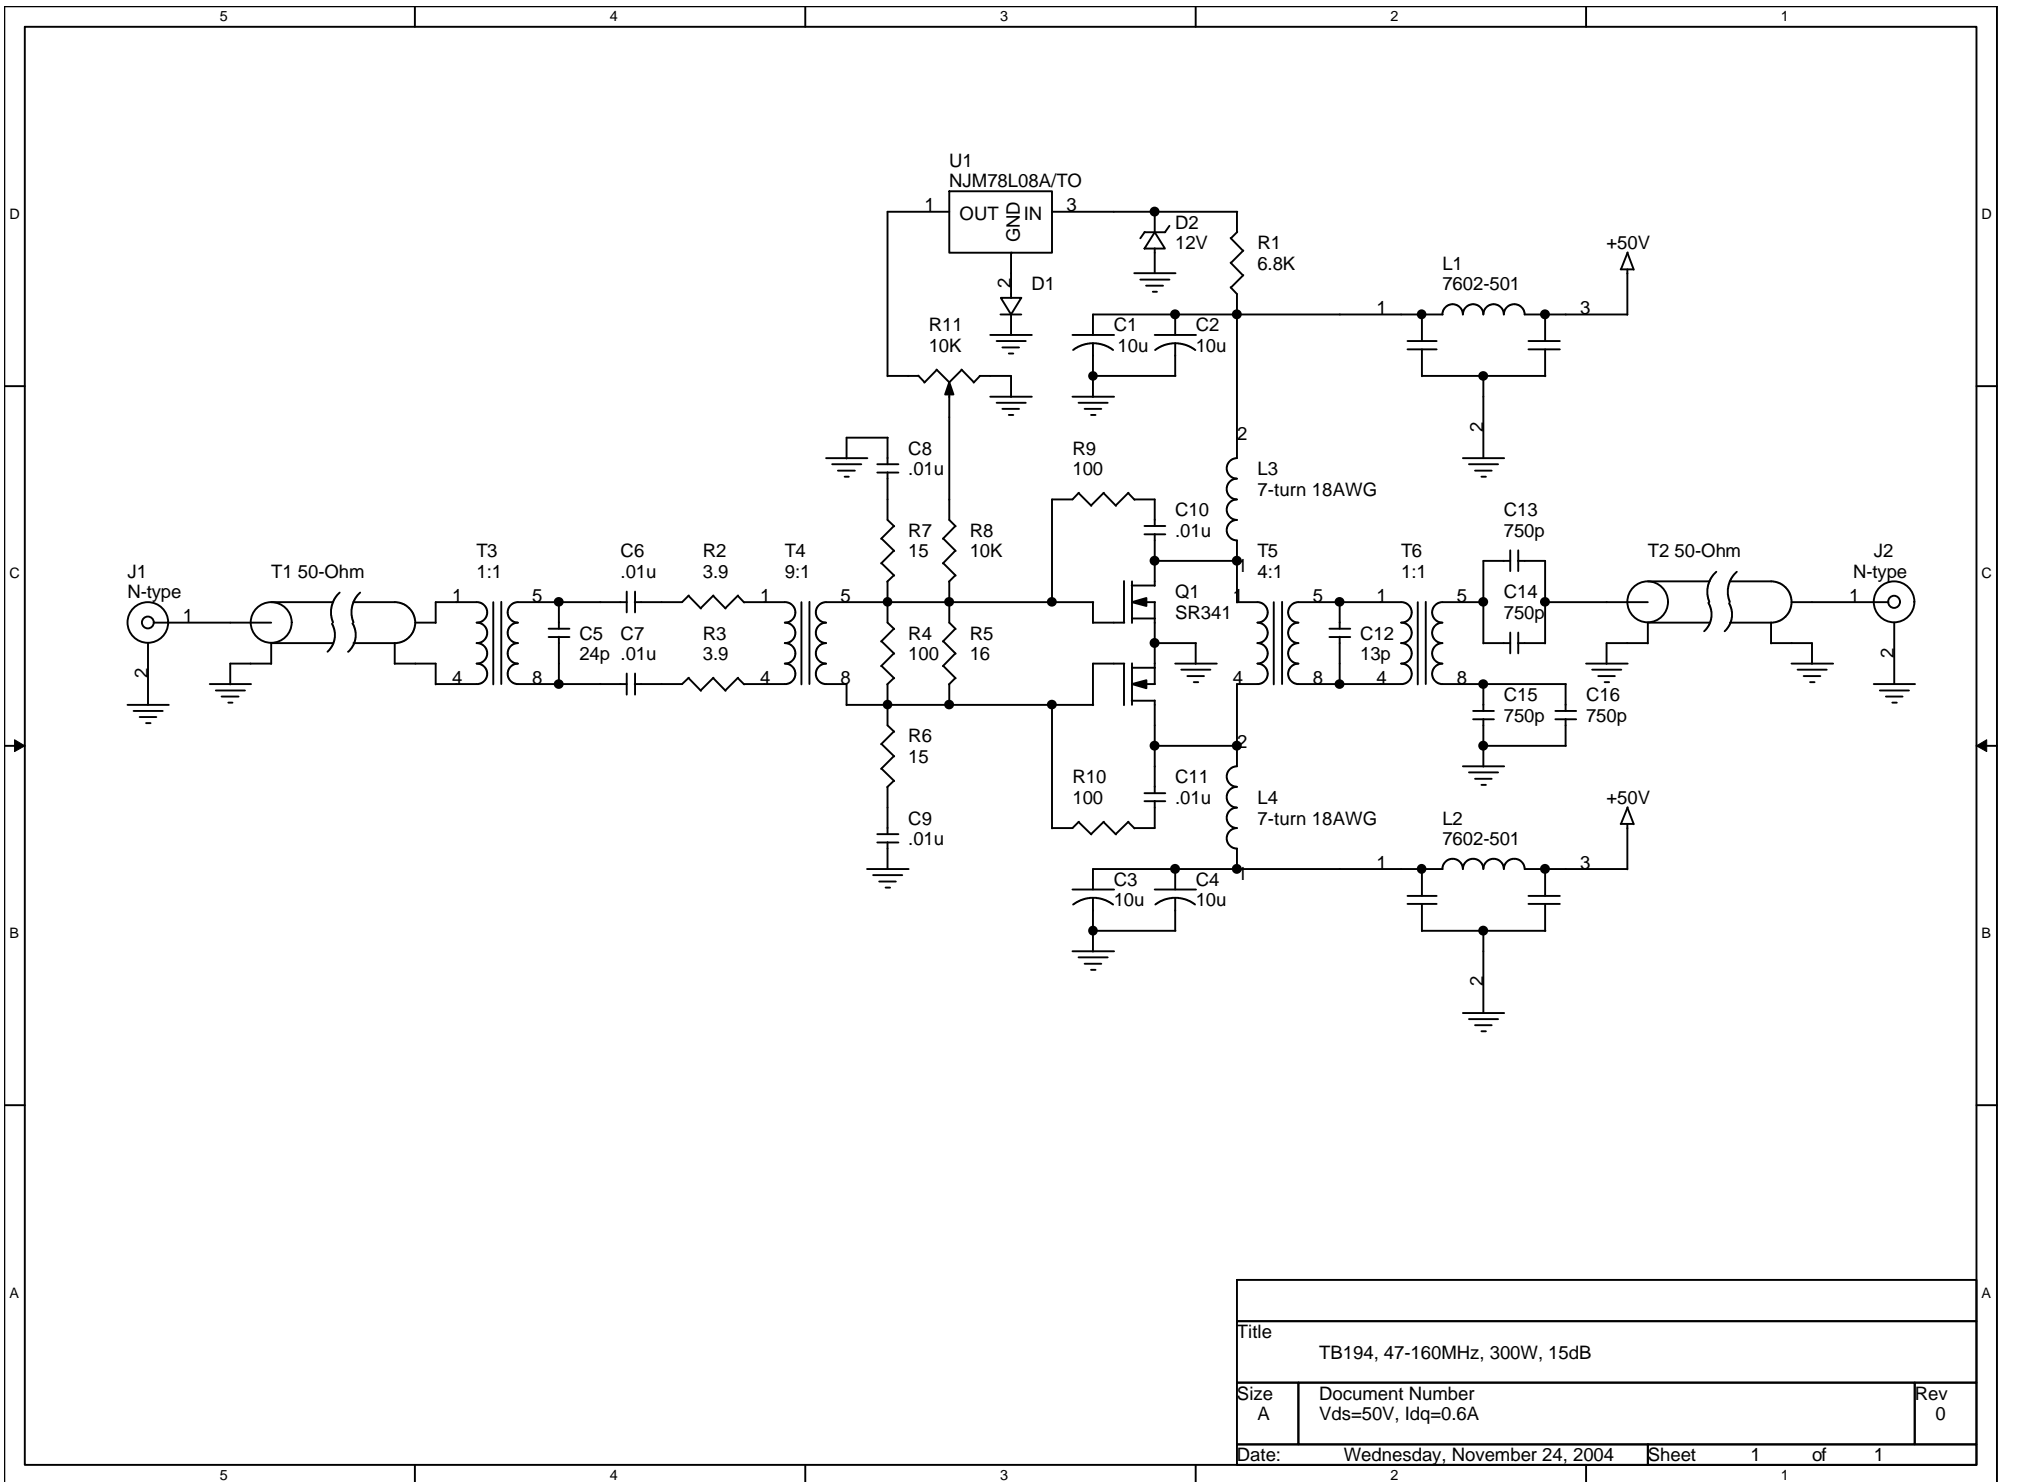 5 4 3 2 1
D D
C C
B B
A A
U1
NJM78L08A/TO
1 OUT GND IN 3
2
D1
D2
12V
R1
6.8K
+50V
L1
7602-501
1 3
2
R11
10K
C1
10u
C2
10u
2
C8
.01u
R9
100
L3
7-turn 18AWG
C10
.01u
C13
750p
R7
15
R8
10K
J1
N-type
1
2
T1 50-Ohm
T3
1:1
1 5
4 8
C6
.01u
R2
3.9
T4
9:1
1 5
4 8
C5
24p
C7
.01u
R3
3.9
R4
100
R5
16
Q1
SR341
1
T5
4:1
1 5
4 8
T6
1:1
1 5
4 8
C12
13p
C14
750p
T2 50-Ohm
J2
N-type
1
2
C15
750p
C16
750p
R6
15
2
R10
100
C11
.01u
L4
7-turn 18AWG
+50V
L2
7602-501
1 3
2
C9
.01u
C3
10u
C4
10u
1
Title
TB194, 47-160MHz, 300W, 15dB
Size
A
Document Number
Vds=50V, Idq=0.6A
Rev
0
Date: Wednesday, November 24, 2004 Sheet 1 of 1
5 4 3 2 1